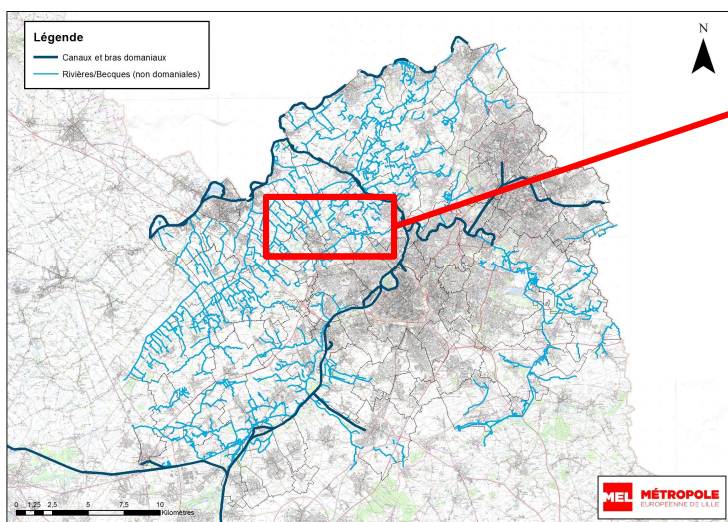 Légende
Canaux et bras domaniaux
Rivières/Becques (non domaniales)
N
0 1.25 2.5 5 7.5 10
Kilomètres
MEL MÉTROPOLE
EUROPÉENNE DE LILLE